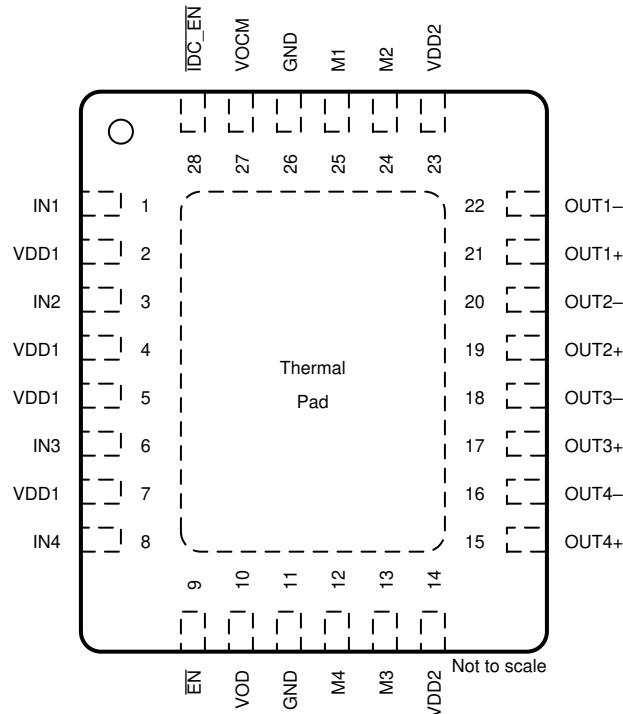 IDC_EN VOCM GND M1 M2 VDD2
28 27 26 25 24 23
IN1 1 22 OUT1–
VDD1 2 21 OUT1+
IN2 3 20 OUT2–
VDD1 4 19 OUT2+
Thermal
VDD1 5 18 OUT3–
Pad
IN3 6 17 OUT3+
VDD1 7 16 OUT4–
IN4 8 15 OUT4+
9 10 11 12 13 14
Not to scale
EN VOD GND M4 M3 VDD2